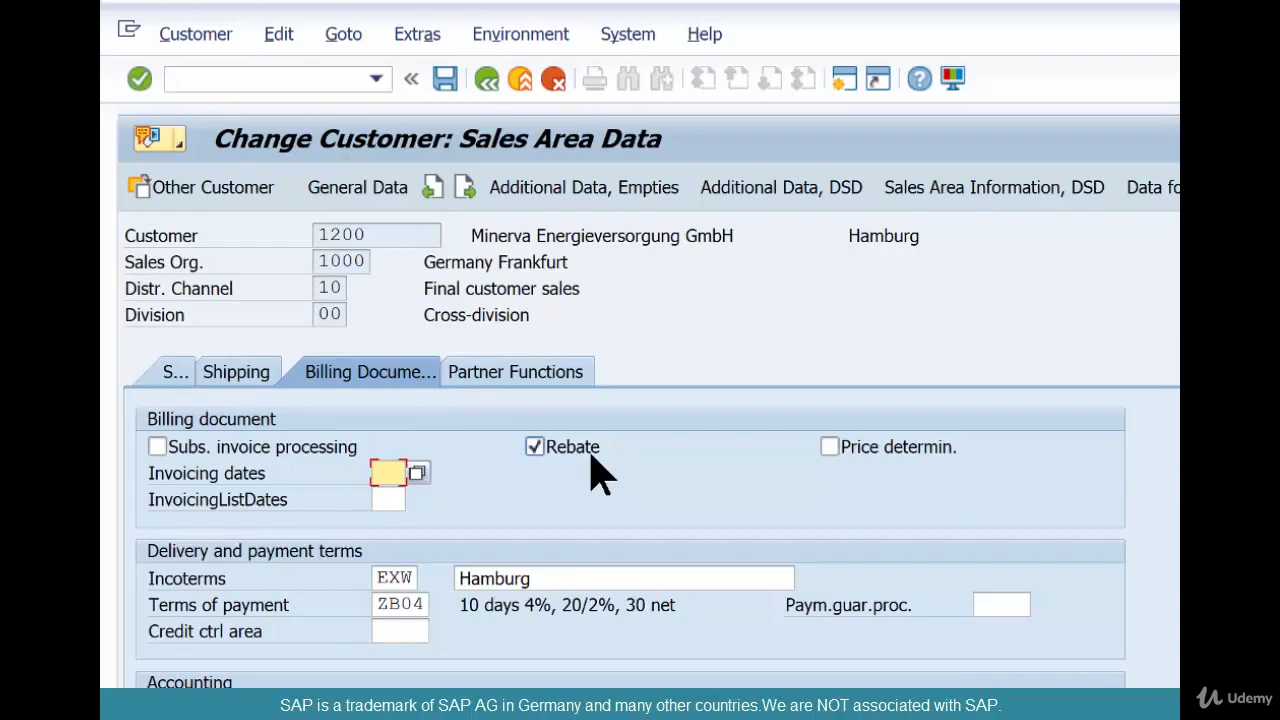 Customer Edit Goto Extras Environment System Help
Change Customer: Sales Area Data
Other Customer General Data Additional Data, Empties Additional Data, DSD Sales Area Information, DSD Data fo
Customer 1200 Minerva Energieversorgung GmbH Hamburg
Sales Org. 1000 Germany Frankfurt
Distr. Channel 10 Final customer sales
Division 00 Cross-division
S... Shipping Billing Docume... Partner Functions
Billing document
Subs. invoice processing Rebate Price determin.
Invoicing dates
InvoicingListDates
Delivery and payment terms
Incoterms EXW Hamburg
Terms of payment ZB04 10 days 4%, 20/2%, 30 net Paym.guar.proc.
Credit ctrl area
Accounting
SAP is a trademark of SAP AG in Germany and many other countries.We are NOT associated with SAP.
Udemy